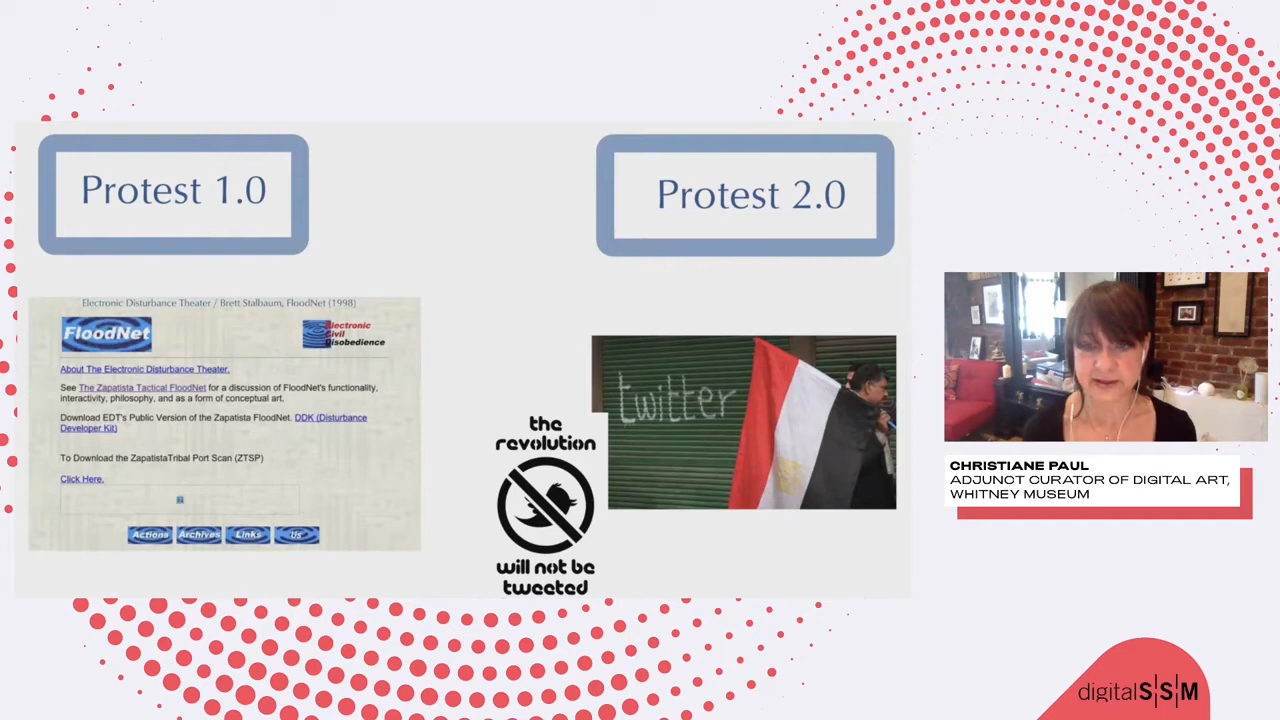 Protest 1.0
Protest 2.0
Electronic Disturbance Theater / Brett Stalbaum, FloodNet (1998)
FloodNet
Electronic
Civil
Disobedience
About The Electronic Disturbance Theater.
See The Zapatista Tactical FloodNet for a discussion of FloodNet's functionality,
interactivity, philosophy, and as a form of conceptual art.
Download EDT's Public Version of the Zapatista FloodNet. DDK (Disturbance
Developer Kit)
To Download the ZapatistaTribal Port Scan (ZTSP)
Click Here.
Actions Archives Links Us
the
revolution
will not be
tweeted
twitter
CHRISTIANE PAUL
ADJUNCT CURATOR OF DIGITAL ART,
WHITNEY MUSEUM
digitalS|S|M